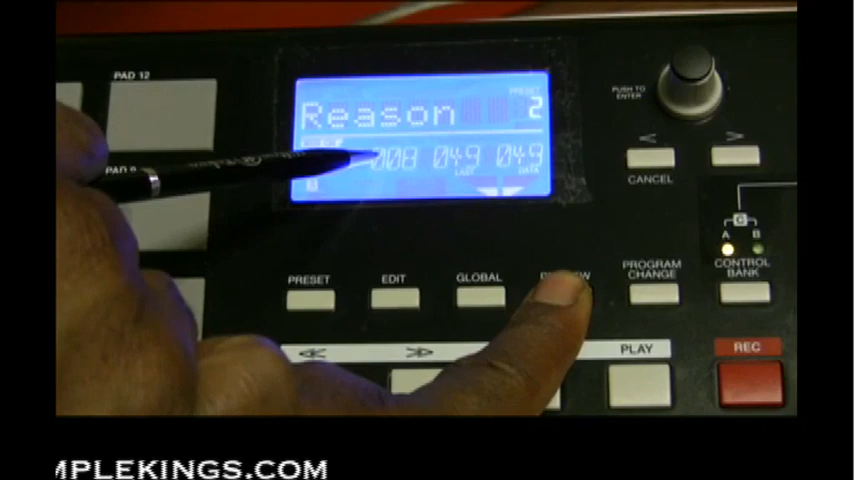 PAD 12
PRESET
2
Reason
PUSH TO
ENTER
< >
CANCEL
008 049 049
LAST DATA
PAD
A B
PRESET EDIT GLOBAL PROGRAM
CHANGE CONTROL
BANK
PLAY REC
MPLEKINGS.COM